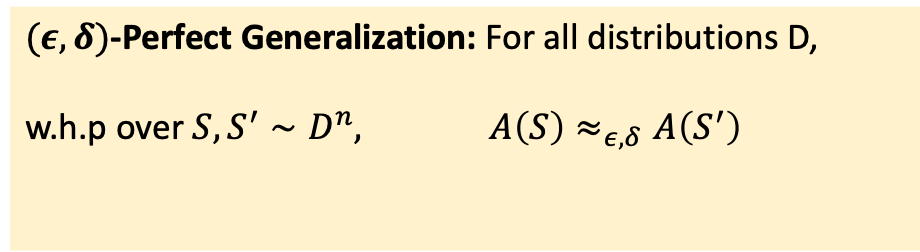 (ϵ, δ)-Perfect Generalization: For all distributions D,
w.h.p over S, S′ ~ Dⁿ, A(S) ≈ϵ,δ A(S′)